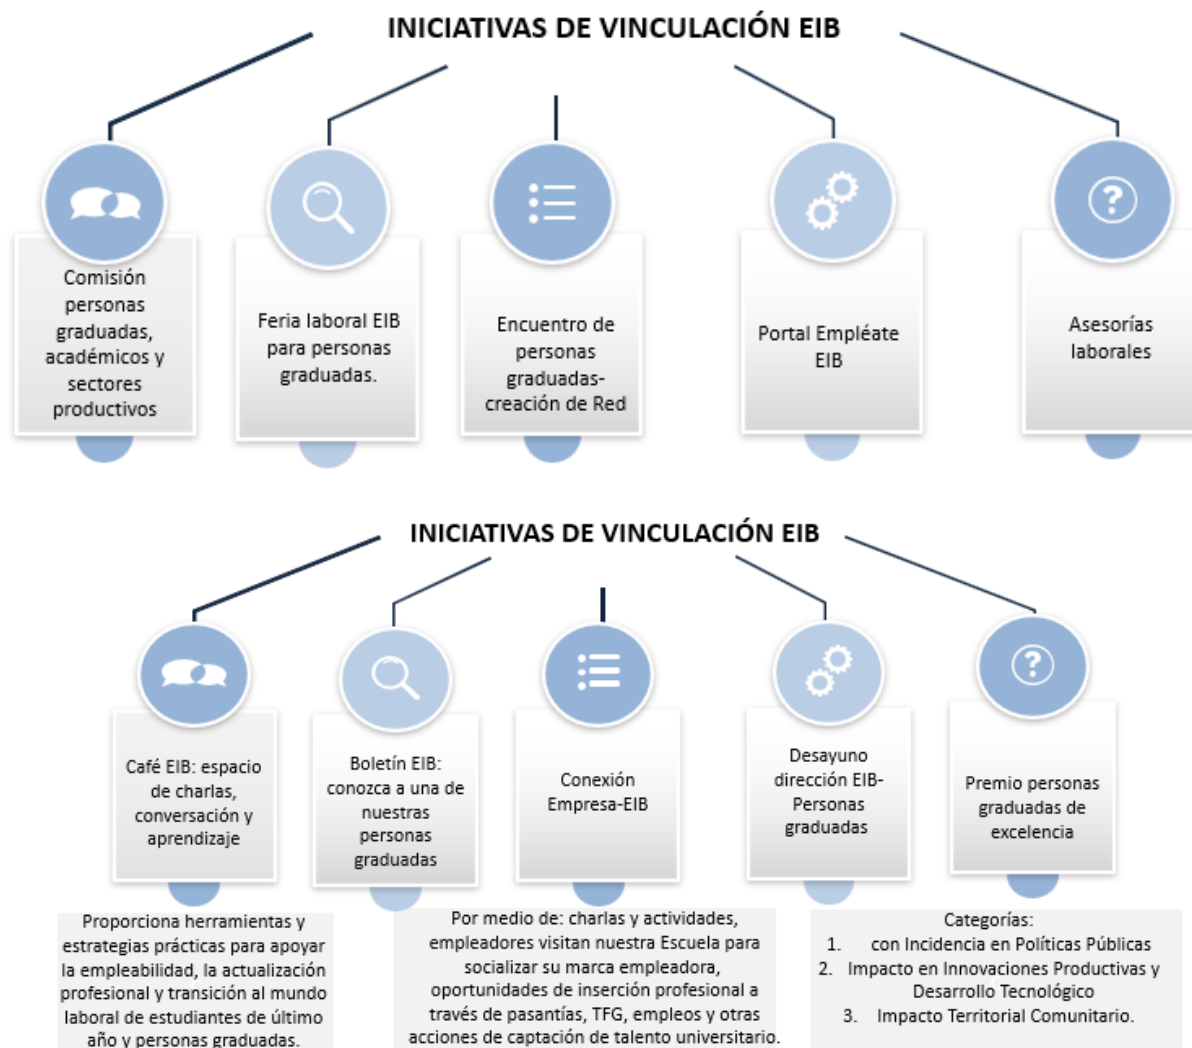 INICIATIVAS DE VINCULACIÓN EIB
Comisión
personas
graduadas,
académicos y
sectores
productivos
Feria laboral EIB
para personas
graduadas.
Encuentro de
personas
graduadas-
creación de Red
Portal Empléate
EIB
Asesorías
laborales
INICIATIVAS DE VINCULACIÓN EIB
Café EIB: espacio
de charlas,
conversación y
aprendizaje
Boletín EIB:
conozca a una de
nuestras
personas
graduadas
Conexión
Empresa-EIB
Desayuno
dirección EIB-
Personas
graduadas
Premio personas
graduadas de
excelencia
Proporciona herramientas y
estrategias prácticas para apoyar
la empleabilidad, la actualización
profesional y transición al mundo
laboral de estudiantes de último
año y personas graduadas.
Por medio de: charlas y actividades,
empleadores visitan nuestra Escuela para
socializar su marca empleadora,
oportunidades de inserción profesional a
través de pasantías, TFG, empleos y otras
acciones de captación de talento universitario.
Categorías:
1. con Incidencia en Políticas Públicas
2. Impacto en Innovaciones Productivas y
Desarrollo Tecnológico
3. Impacto Territorial Comunitario.